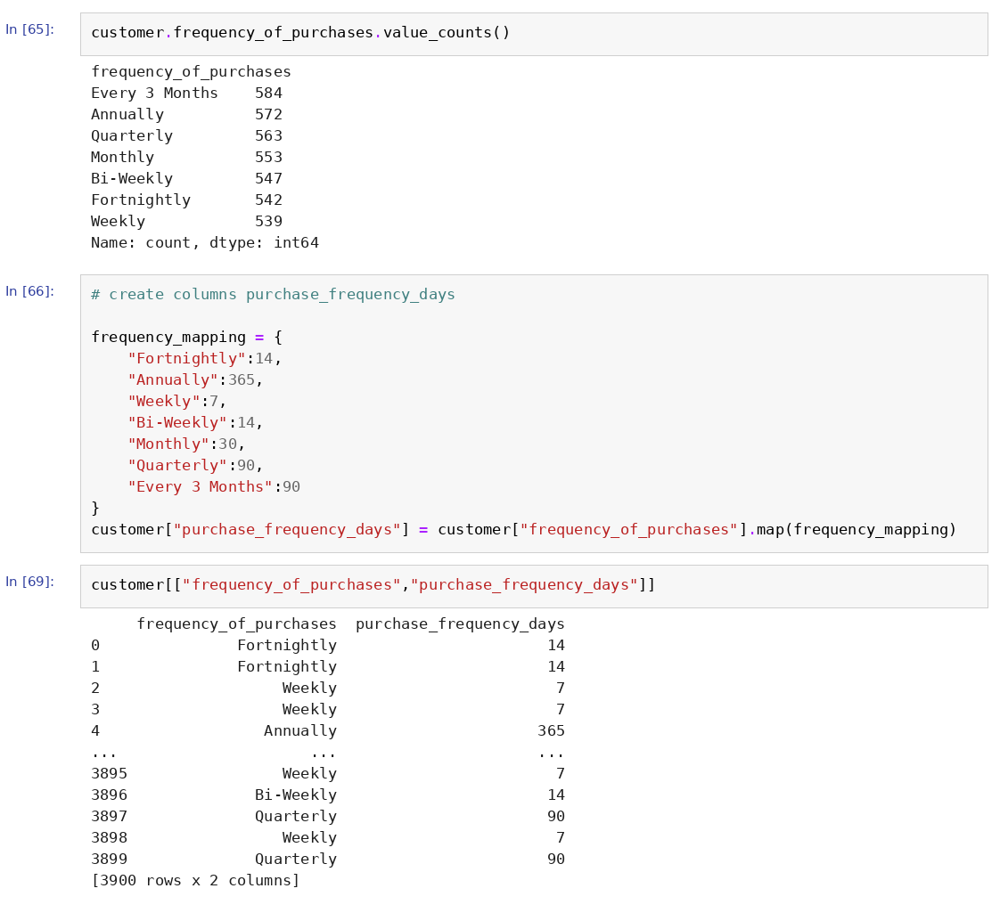 In [65]:
customer.frequency_of_purchases.value_counts()
frequency_of_purchases
Every 3 Months    584
Annually          572
Quarterly         563
Monthly           553
Bi-Weekly         547
Fortnightly       542
Weekly            539
Name: count, dtype: int64
In [66]:
# create columns purchase_frequency_days
frequency_mapping = {
    "Fortnightly":14,
    "Annually":365,
    "Weekly":7,
    "Bi-Weekly":14,
    "Monthly":30,
    "Quarterly":90,
    "Every 3 Months":90
}
customer["purchase_frequency_days"] = customer["frequency_of_purchases"].map(frequency_mapping)
In [69]:
customer[["frequency_of_purchases","purchase_frequency_days"]]
     frequency_of_purchases  purchase_frequency_days
0               Fortnightly                       14
1               Fortnightly                       14
2                    Weekly                        7
3                    Weekly                        7
4                  Annually                      365
...                     ...                      ...
3895                 Weekly                        7
3896              Bi-Weekly                       14
3897              Quarterly                       90
3898                 Weekly                        7
3899              Quarterly                       90
[3900 rows x 2 columns]